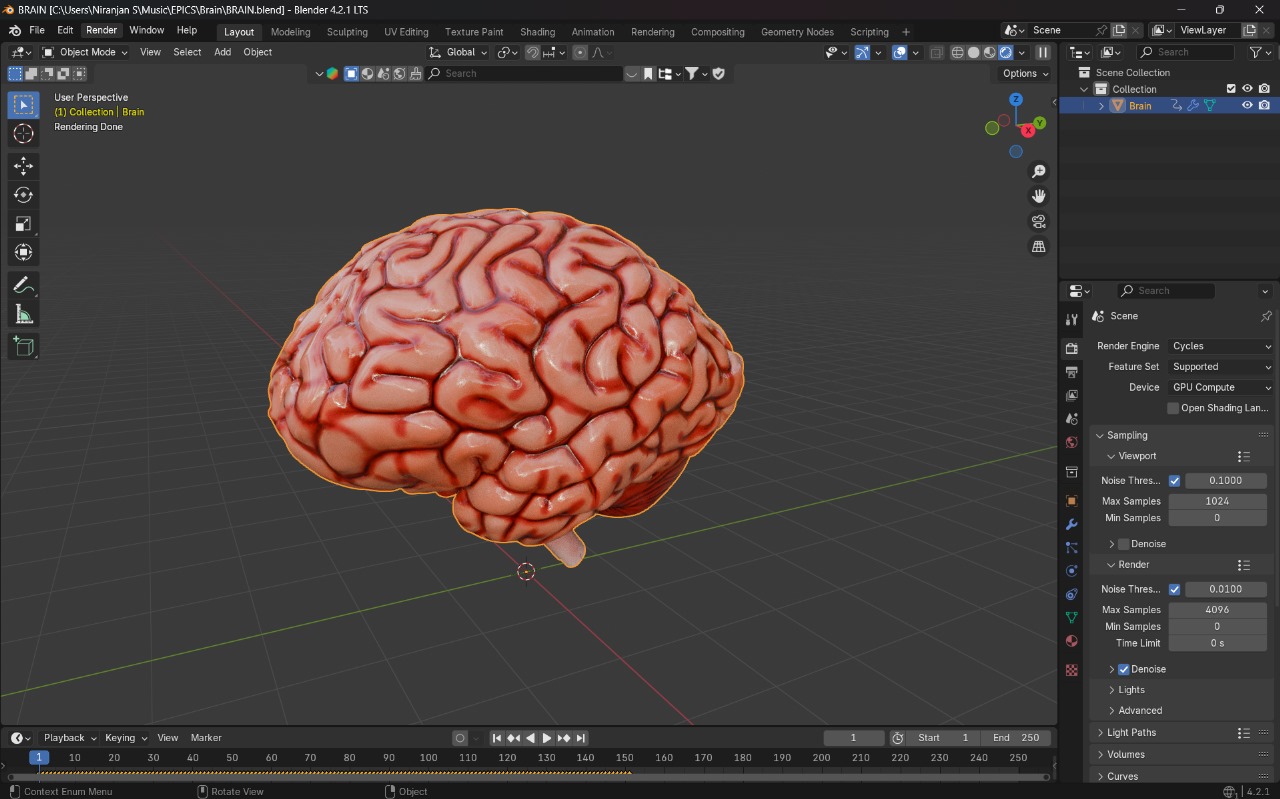 BRAIN [C:\Users\Niranjan S\Music\EPICS\Brain\BRAIN.blend] - Blender 4.2.1 LTS
File Edit Render Window Help Layout Modeling Sculpting UV Editing Texture Paint Shading Animation Rendering Compositing Geometry Nodes Scripting + Scene ViewLayer
Object Mode View Select Add Object Global Search
Search Options
User Perspective
(1) Collection | Brain
Rendering Done
Z
Y
X
Scene Collection
Collection
Brain
Search
Scene
Render Engine Cycles
Feature Set Supported
Device GPU Compute
Open Shading Lan...
Sampling
Viewport
Noise Thres... 0.1000
Max Samples 1024
Min Samples 0
Denoise
Render
Noise Thres... 0.0100
Max Samples 4096
Min Samples 0
Time Limit 0 s
Denoise
Lights
Advanced
Light Paths
Volumes
Curves
Playback Keying View Marker 1 Start 1 End 250
1 10 20 30 40 50 60 70 80 90 100 110 120 130 140 150 160 170 180 190 200 210 220 230 240 250
Context Enum Menu Rotate View Object 4.2.1